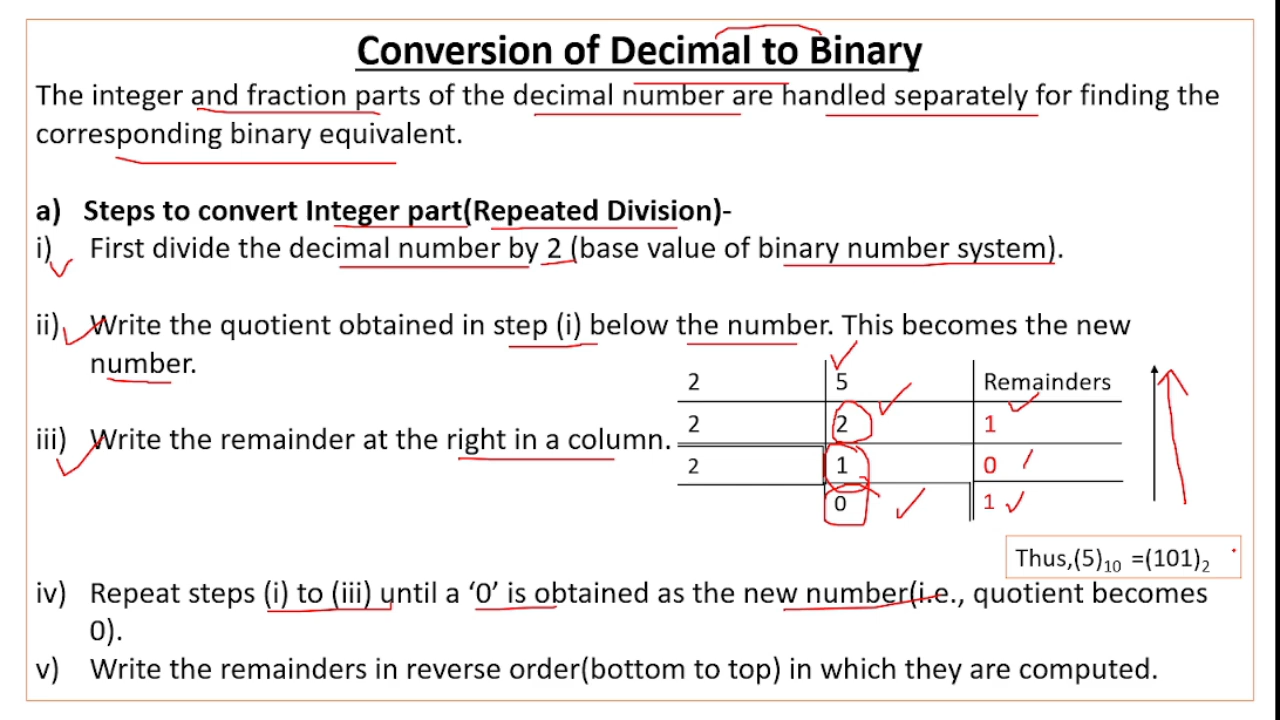 Conversion of Decimal to Binary
The integer and fraction parts of the decimal number are handled separately for finding the
corresponding binary equivalent.
a) Steps to convert Integer part(Repeated Division)-
i) First divide the decimal number by 2 (base value of binary number system).
ii) Write the quotient obtained in step (i) below the number. This becomes the new
number.
2 5 Remainders
2 2 1
iii) Write the remainder at the right in a column.
2 1 0
0 1
Thus,(5)₁₀ =(101)₂
iv) Repeat steps (i) to (iii) until a ‘0’ is obtained as the new number(i.e., quotient becomes
0).
v) Write the remainders in reverse order(bottom to top) in which they are computed.